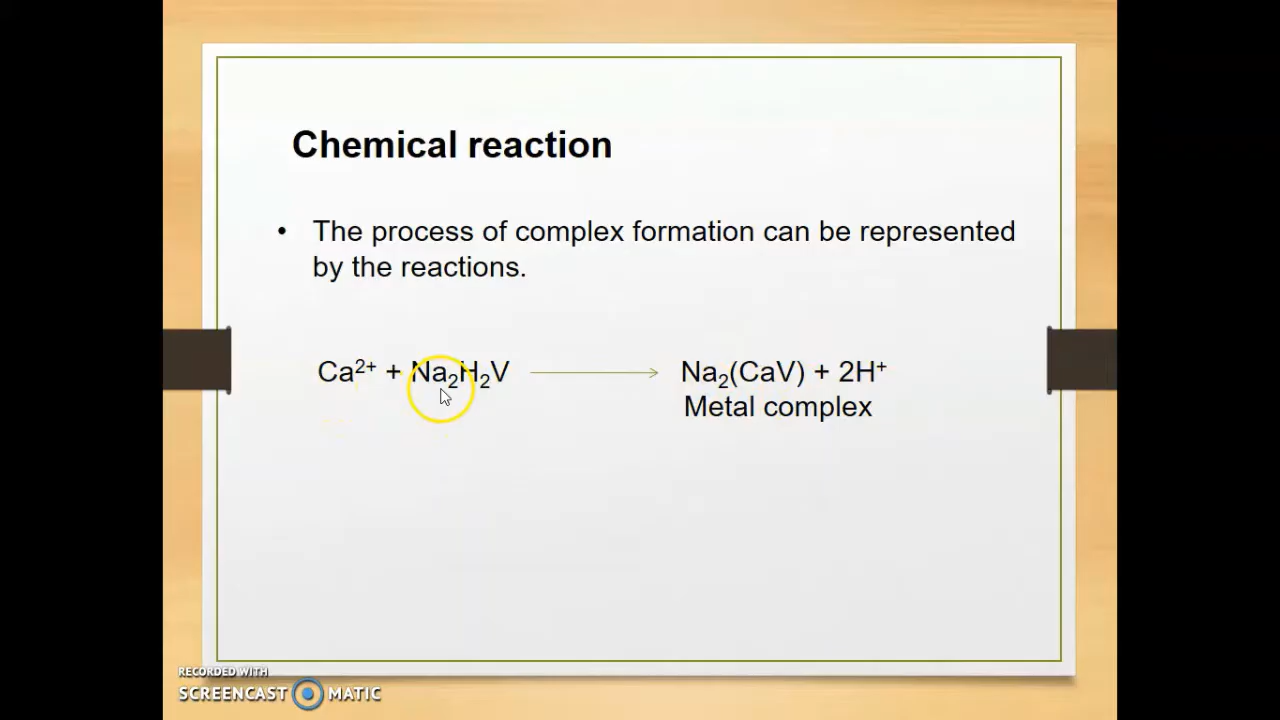 Chemical reaction
• The process of complex formation can be represented
by the reactions.
Ca²⁺ + Na₂H₂V ⟶ Na₂(CaV) + 2H⁺
Metal complex
RECORDED WITH
SCREENCAST MATIC